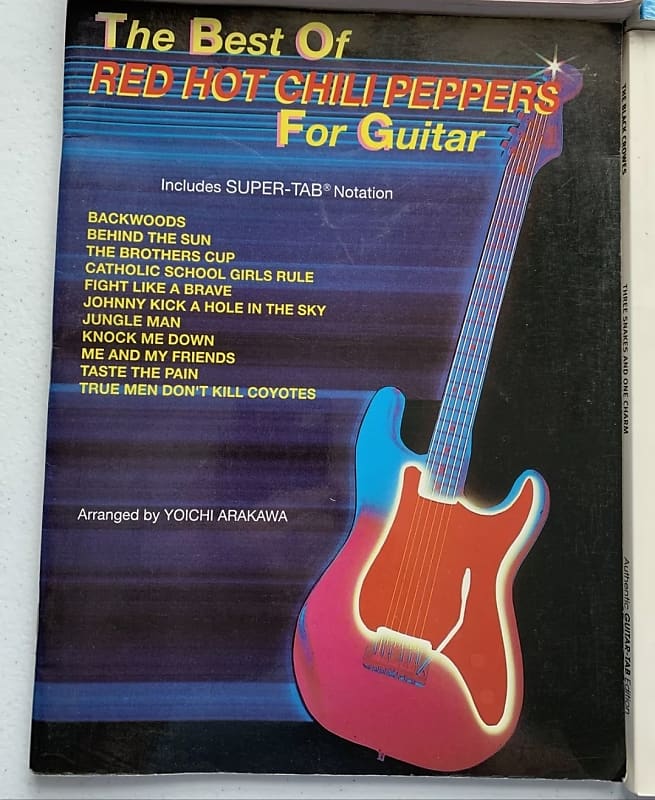 The Best Of
RED HOT CHILI PEPPERS
For Guitar
Includes SUPER-TAB® Notation
BACKWOODS
BEHIND THE SUN
THE BROTHERS CUP
CATHOLIC SCHOOL GIRLS RULE
FIGHT LIKE A BRAVE
JOHNNY KICK A HOLE IN THE SKY
JUNGLE MAN
KNOCK ME DOWN
ME AND MY FRIENDS
TASTE THE PAIN
TRUE MEN DON'T KILL COYOTES
Arranged by YOICHI ARAKAWA
THE BLACK CROWES
THREE SNAKES AND ONE CHARM
Authentic GUITAR-TAB Edition